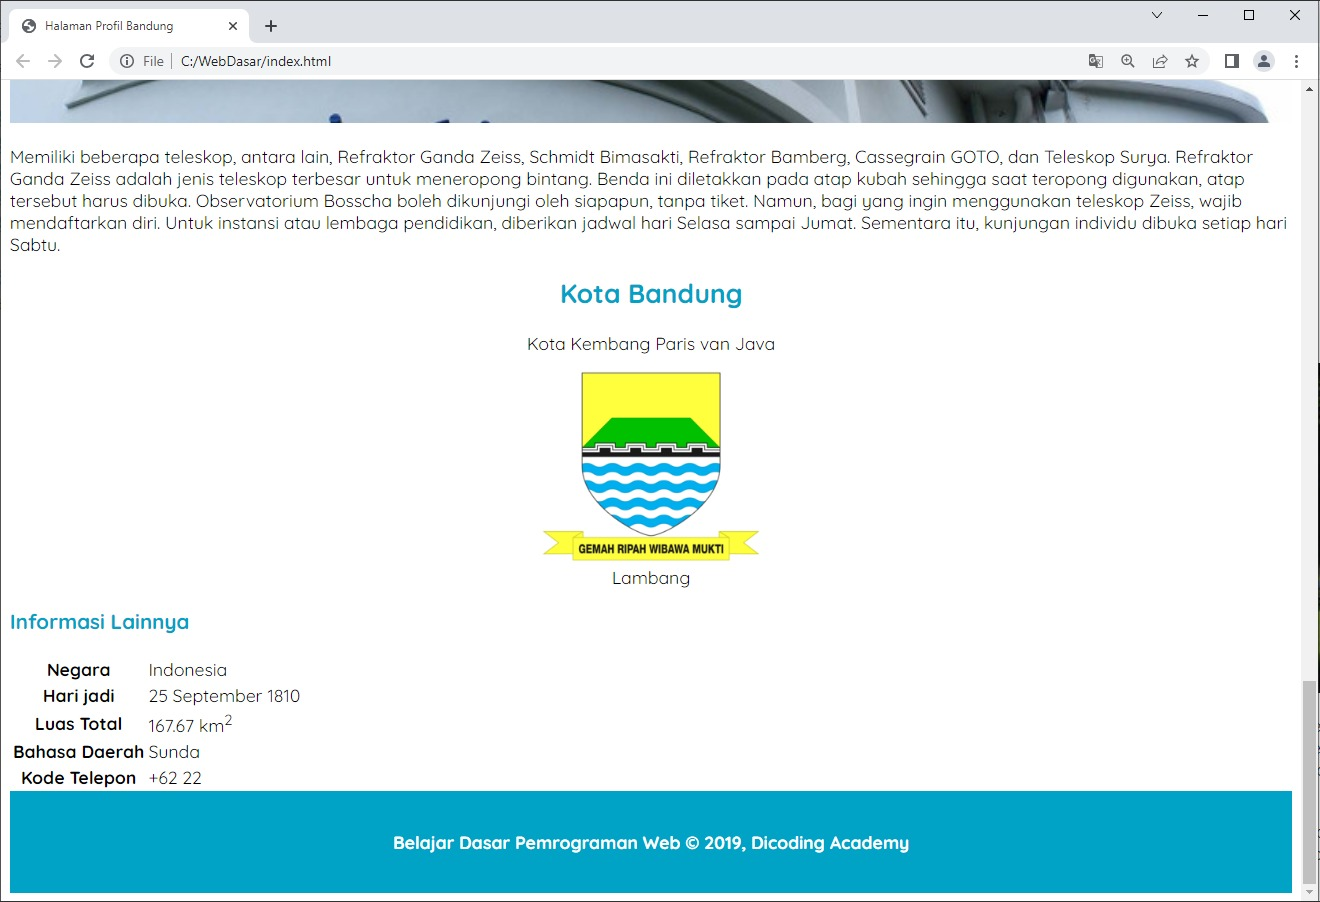 Halaman Profil Bandung
File
C:/WebDasar/index.html
Memiliki beberapa teleskop, antara lain, Refraktor Ganda Zeiss, Schmidt Bimasakti, Refraktor Bamberg, Cassegrain GOTO, dan Teleskop Surya. Refraktor
Ganda Zeiss adalah jenis teleskop terbesar untuk meneropong bintang. Benda ini diletakkan pada atap kubah sehingga saat teropong digunakan, atap
tersebut harus dibuka. Observatorium Bosscha boleh dikunjungi oleh siapapun, tanpa tiket. Namun, bagi yang ingin menggunakan teleskop Zeiss, wajib
mendaftarkan diri. Untuk instansi atau lembaga pendidikan, diberikan jadwal hari Selasa sampai Jumat. Sementara itu, kunjungan individu dibuka setiap hari
Sabtu.
Kota Bandung
Kota Kembang Paris van Java
GEMAH RIPAH WIBAWA MUKTI
Lambang
Informasi Lainnya
Negara Indonesia
Hari jadi 25 September 1810
Luas Total 167.67 km²
Bahasa Daerah Sunda
Kode Telepon +62 22
Belajar Dasar Pemrograman Web © 2019, Dicoding Academy